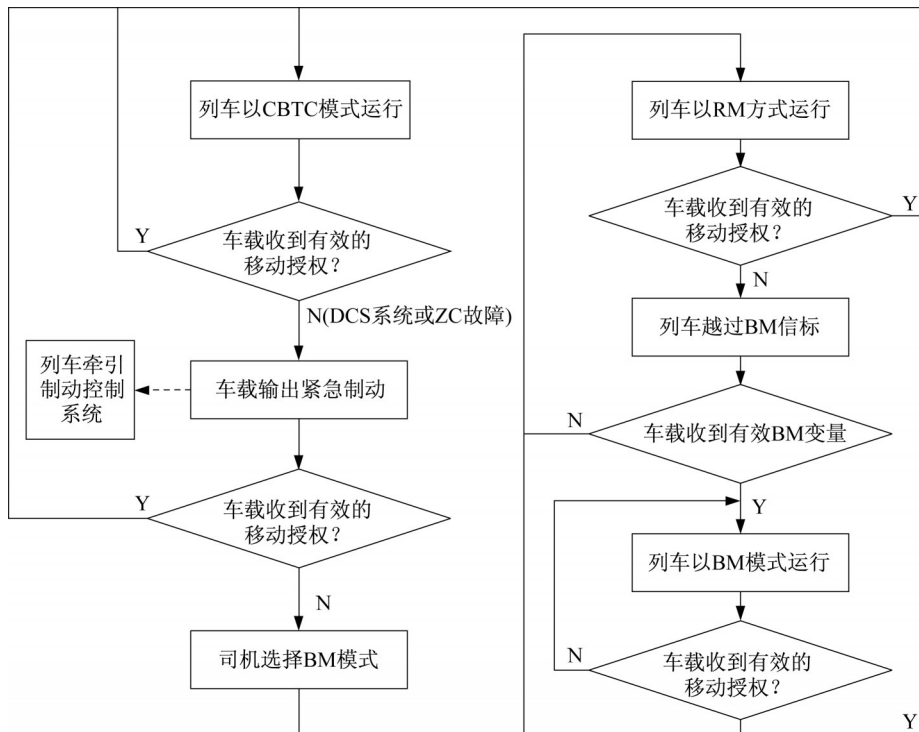 列车以CBTC模式运行
Y
车载收到有效的
移动授权？
N(DCS系统或ZC故障)
列车牵引
制动控制
系统
车载输出紧急制动
Y
车载收到有效的
移动授权？
N
司机选择BM模式
列车以RM方式运行
车载收到有效的
移动授权？
Y
N
列车越过BM信标
N
车载收到有效BM变量
Y
列车以BM模式运行
N
车载收到有效的
移动授权？
Y